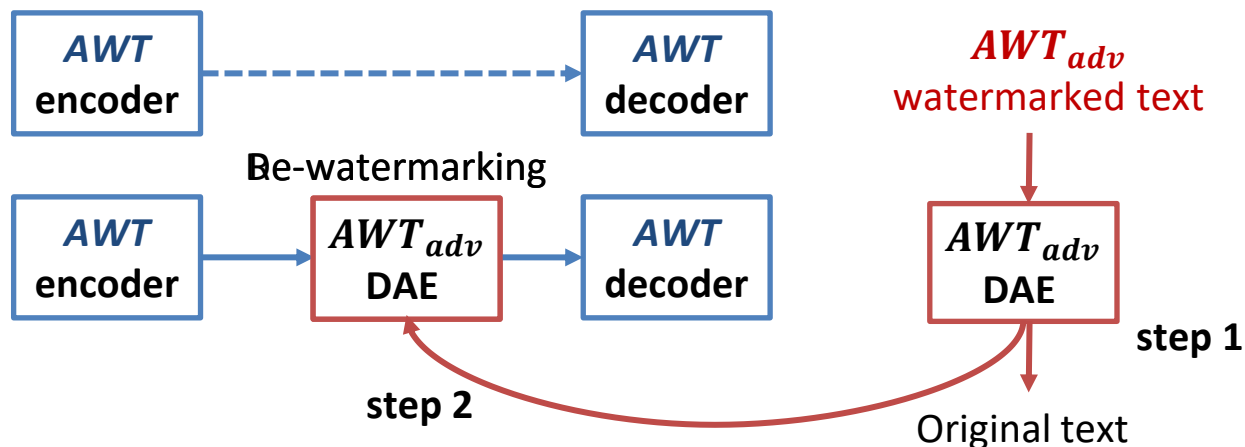 AWT
encoder
AWT
decoder
AWT_adv
watermarked text
De-watermarking
AWT
encoder
AWT_adv
DAE
AWT
decoder
AWT_adv
DAE
step 1
step 2
Original text